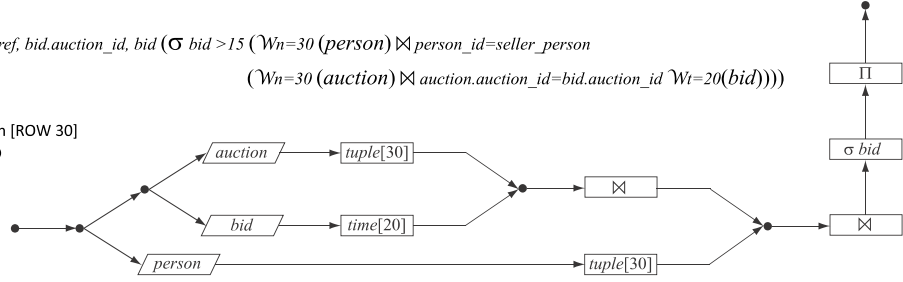 ref, bid.auction_id, bid (σ bid >15 (Wn=30 (person) ⋈ person_id=seller_person
(Wn=30 (auction) ⋈ auction.auction_id=bid.auction_id Wt=20(bid))))
Π
[ROW 30]
auction
tuple[30]
σ bid
⋈
bid
time[20]
⋈
person
tuple[30]